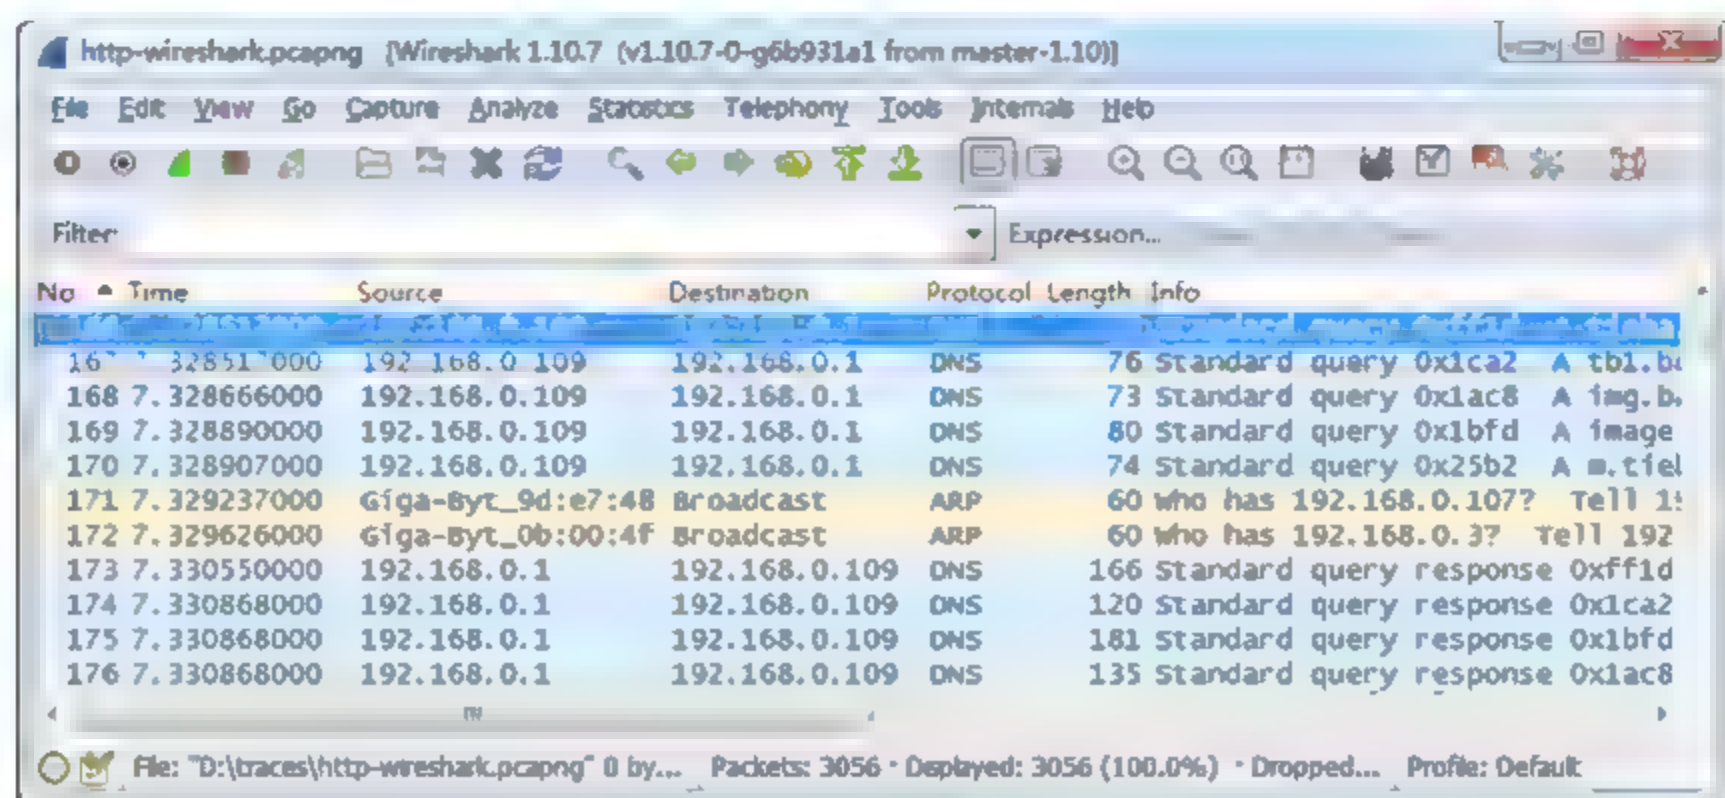 http-wireshark.pcapng [Wireshark 1.10.7 (v1.10.7-0-g6b931a1 from master-1.10)]
File Edit View Go Capture Analyze Statistics Telephony Tools Internals Help
Filter: Expression...
No Time Source Destination Protocol Length Info
192.168.0.109 192.168.0.1 DNS 76 Standard query 0x1ca2 A tb1.b
168 7.328666000 192.168.0.109 192.168.0.1 DNS 73 Standard query 0x1ac8 A img.b
169 7.328890000 192.168.0.109 192.168.0.1 DNS 80 Standard query 0x1bfd A image
170 7.328907000 192.168.0.109 192.168.0.1 DNS 74 Standard query 0x25b2 A m.tiel
171 7.329237000 Giga-Byt_9d:e7:48 Broadcast ARP 60 Who has 192.168.0.107? Tell 1
172 7.329626000 Giga-Byt_0b:00:4f Broadcast ARP 60 Who has 192.168.0.3? Tell 192
173 7.330550000 192.168.0.1 192.168.0.109 DNS 166 Standard query response 0xff1d
174 7.330868000 192.168.0.1 192.168.0.109 DNS 120 Standard query response 0x1ca2
175 7.330868000 192.168.0.1 192.168.0.109 DNS 181 Standard query response 0x1bfd
176 7.330868000 192.168.0.1 192.168.0.109 DNS 135 Standard query response 0x1ac8
File: "D:\traces\http-wireshark.pcapng" 0 by... Packets: 3056 · Displayed: 3056 (100.0%) · Dropped... Profile: Default